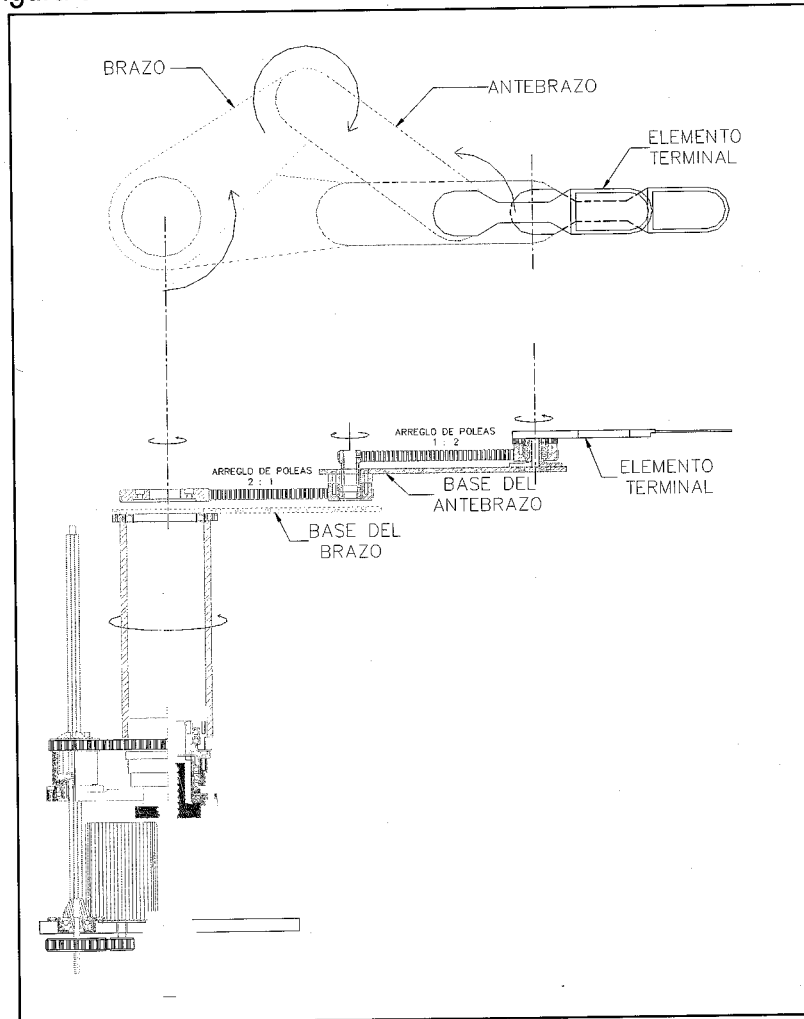 BRAZO
ANTEBRAZO
ELEMENTO
TERMINAL
ARREGLO DE POLEAS
1 : 2
ARREGLO DE POLEAS
2 : 1
ELEMENTO
TERMINAL
BASE DEL
ANTEBRAZO
BASE DEL
BRAZO